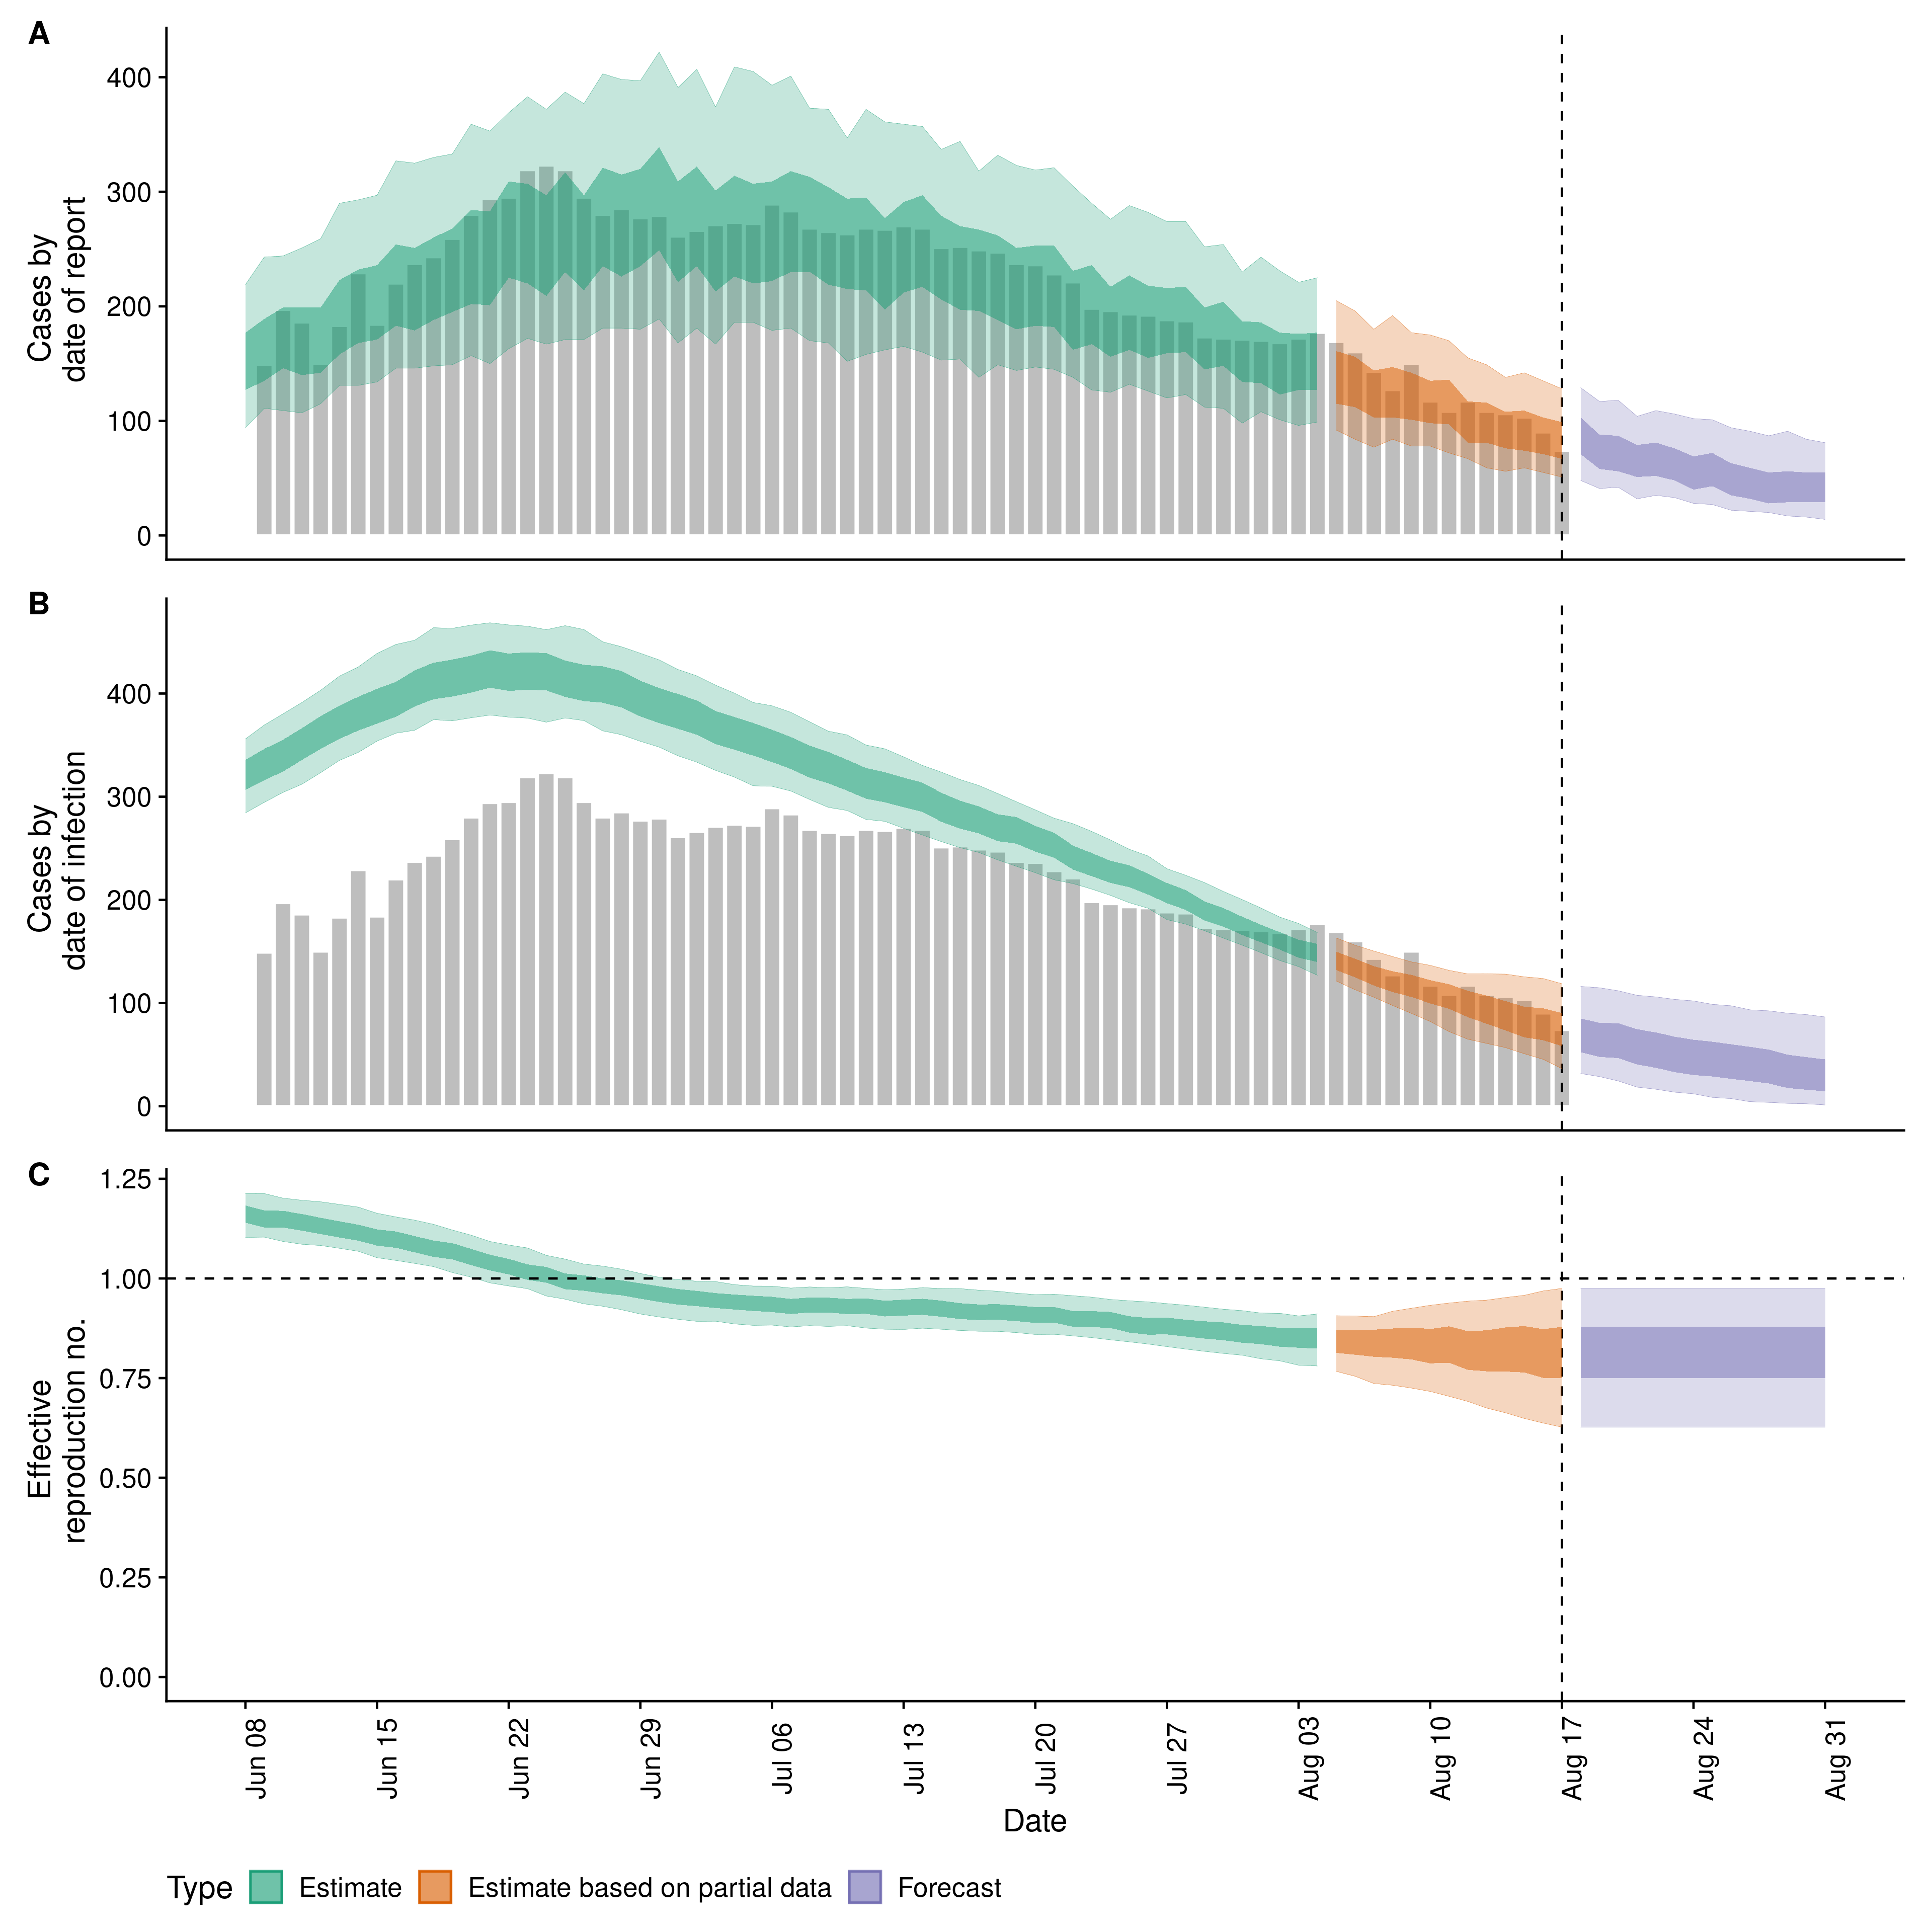 A
Cases by
date of report
400
300
200
100
0
B
Cases by
date of infection
400
300
200
100
0
C
Effective
reproduction no.
1.25
1.00
0.75
0.50
0.25
0.00
Jun 08
Jun 15
Jun 22
Jun 29
Jul 06
Jul 13
Jul 20
Jul 27
Aug 03
Aug 10
Aug 17
Aug 24
Aug 31
Date
Type Estimate Estimate based on partial data Forecast